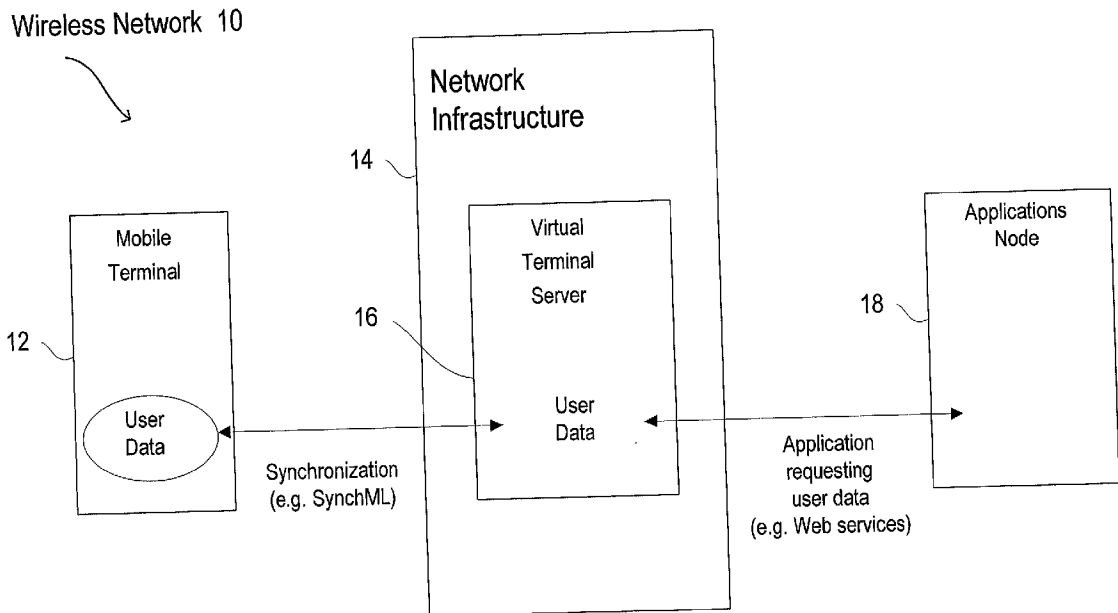 Wireless Network 10
Network
Infrastructure
14
Mobile
Terminal
Virtual
Terminal
Server
Applications
Node
12
16
18
User
Data
User
Data
Synchronization
(e.g. SynchML)
Application
requesting
user data
(e.g. Web services)